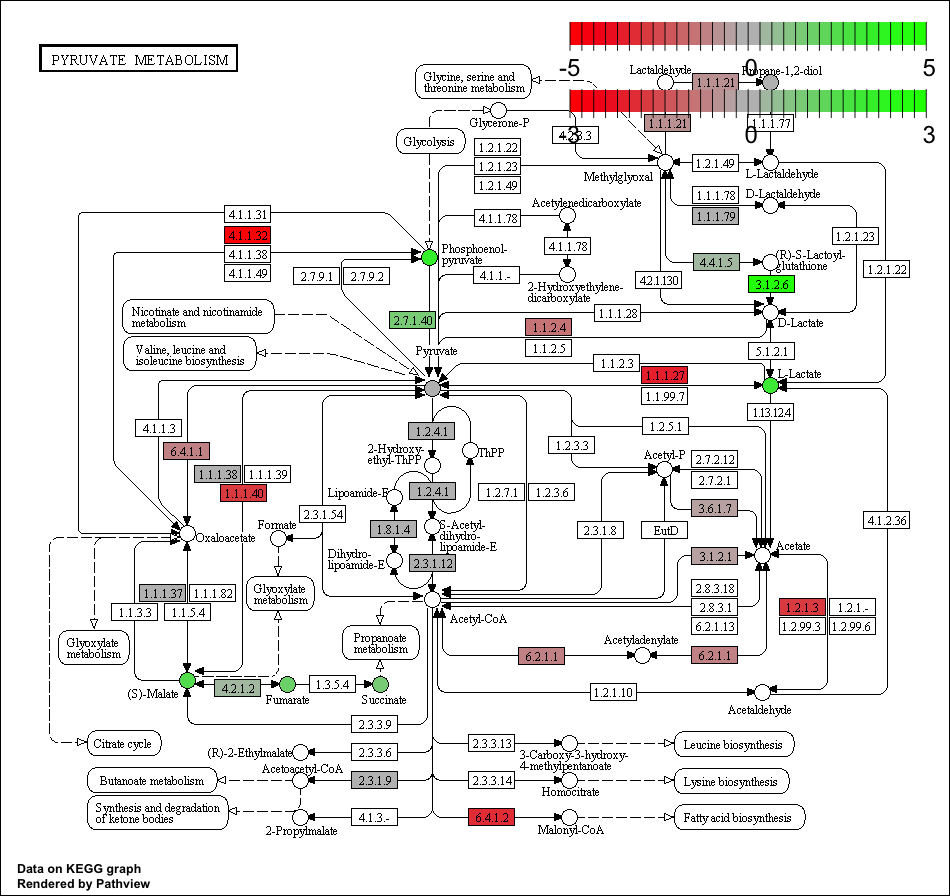 PYRUVATE METABOLISM
-5 0 5
-3 0 3
Glycine, serine and
threonine metabolism
Lactaldehyde
1.1.1.21
Propane-1,2-diol
Glycerone-P
1.1.1.21
1.1.1.77
4.2.3.3
Glycolysis
1.2.1.22
1.2.1.23
1.2.1.49
Methylglyoxal
1.2.1.49
L-Lactaldehyde
1.1.1.78
D-Lactaldehyde
1.1.1.79
4.1.1.31
4.1.1.32
4.1.1.38
4.1.1.49
Acetylenedicarboxylate
4.1.1.78
4.1.1.78
1.2.1.23
Phosphoenol-
pyruvate
2.7.9.1
2.7.9.2
4.1.1.-
2-Hydroxyethylene-
dicarboxylate
4.4.1.5
(R)-S-Lactoyl-
glutathione
1.2.1.22
4.2.1.130
3.1.2.6
Nicotinate and nicotinamide
metabolism
2.7.1.40
1.1.1.28
D-Lactate
1.1.2.4
1.1.2.5
Valine, leucine and
isoleucine biosynthesis
Pyruvate
5.1.2.1
1.1.2.3
1.1.1.27
1.1.99.7
L-Lactate
1.13.12.4
4.1.1.3
6.4.1.1
1.2.4.1
1.2.5.1
1.2.3.3
2-Hydroxy-
ethyl-ThPP
ThPP
Acetyl-P
2.7.2.12
2.7.2.1
1.1.1.38
1.1.1.39
1.1.1.40
Lipoamide-E
1.2.4.1
1.2.7.1
1.2.3.6
3.6.1.7
2.3.1.54
Formate
Oxaloacetate
1.8.1.4
S-Acetyl-
dihydro-
lipoamide-E
2.3.1.8
EutD
4.1.2.36
Acetate
Dihydro-
lipoamide-E
2.3.1.12
3.1.2.1
Glyoxylate
metabolism
1.1.1.37
1.1.1.82
1.1.3.3
1.1.5.4
Acetyl-CoA
2.8.3.18
2.8.3.1
6.2.1.13
1.2.1.3
1.2.1.-
1.2.99.3
1.2.99.6
Glyoxylate
metabolism
Propanoate
metabolism
Acetyladenylate
6.2.1.1
6.2.1.1
(S)-Malate
4.2.1.2
Fumarate
1.3.5.4
Succinate
1.2.1.10
Acetaldehyde
2.3.3.9
Citrate cycle
(R)-2-Ethylmalate
2.3.3.6
2.3.3.13
3-Carboxy-3-hydroxy-
4-methylpentanoate
Leucine biosynthesis
Butanoate metabolism
Acetoacetyl-CoA
2.3.1.9
2.3.3.14
Homocitrate
Lysine biosynthesis
Synthesis and degradation
of ketone bodies
2-Propylmalate
4.1.3.-
6.4.1.2
Malonyl-CoA
Fatty acid biosynthesis
Data on KEGG graph
Rendered by Pathview